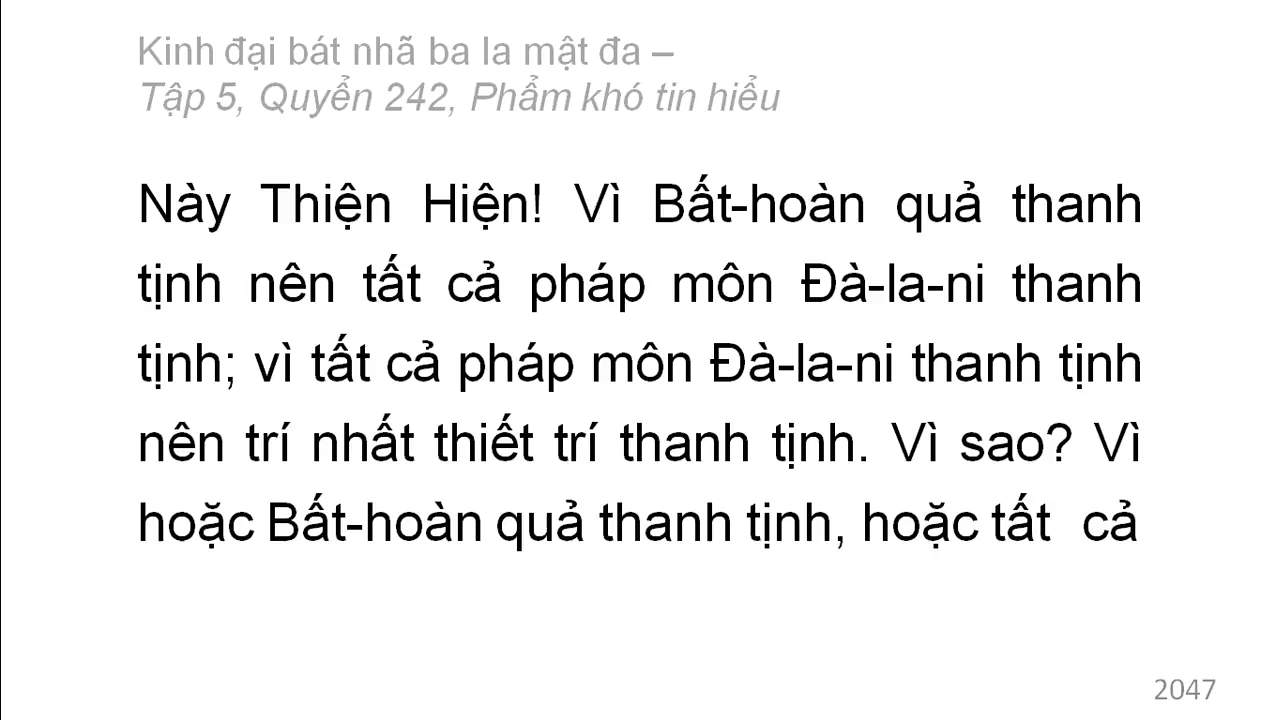 Kinh đại bát nhã ba la mật đa –
Tập 5, Quyển 242, Phẩm khó tin hiểu
Này Thiện Hiện! Vì Bất-hoàn quả thanh
tịnh nên tất cả pháp môn Đà-la-ni thanh
tịnh; vì tất cả pháp môn Đà-la-ni thanh tịnh
nên trí nhất thiết trí thanh tịnh. Vì sao? Vì
hoặc Bất-hoàn quả thanh tịnh, hoặc tất cả
2047